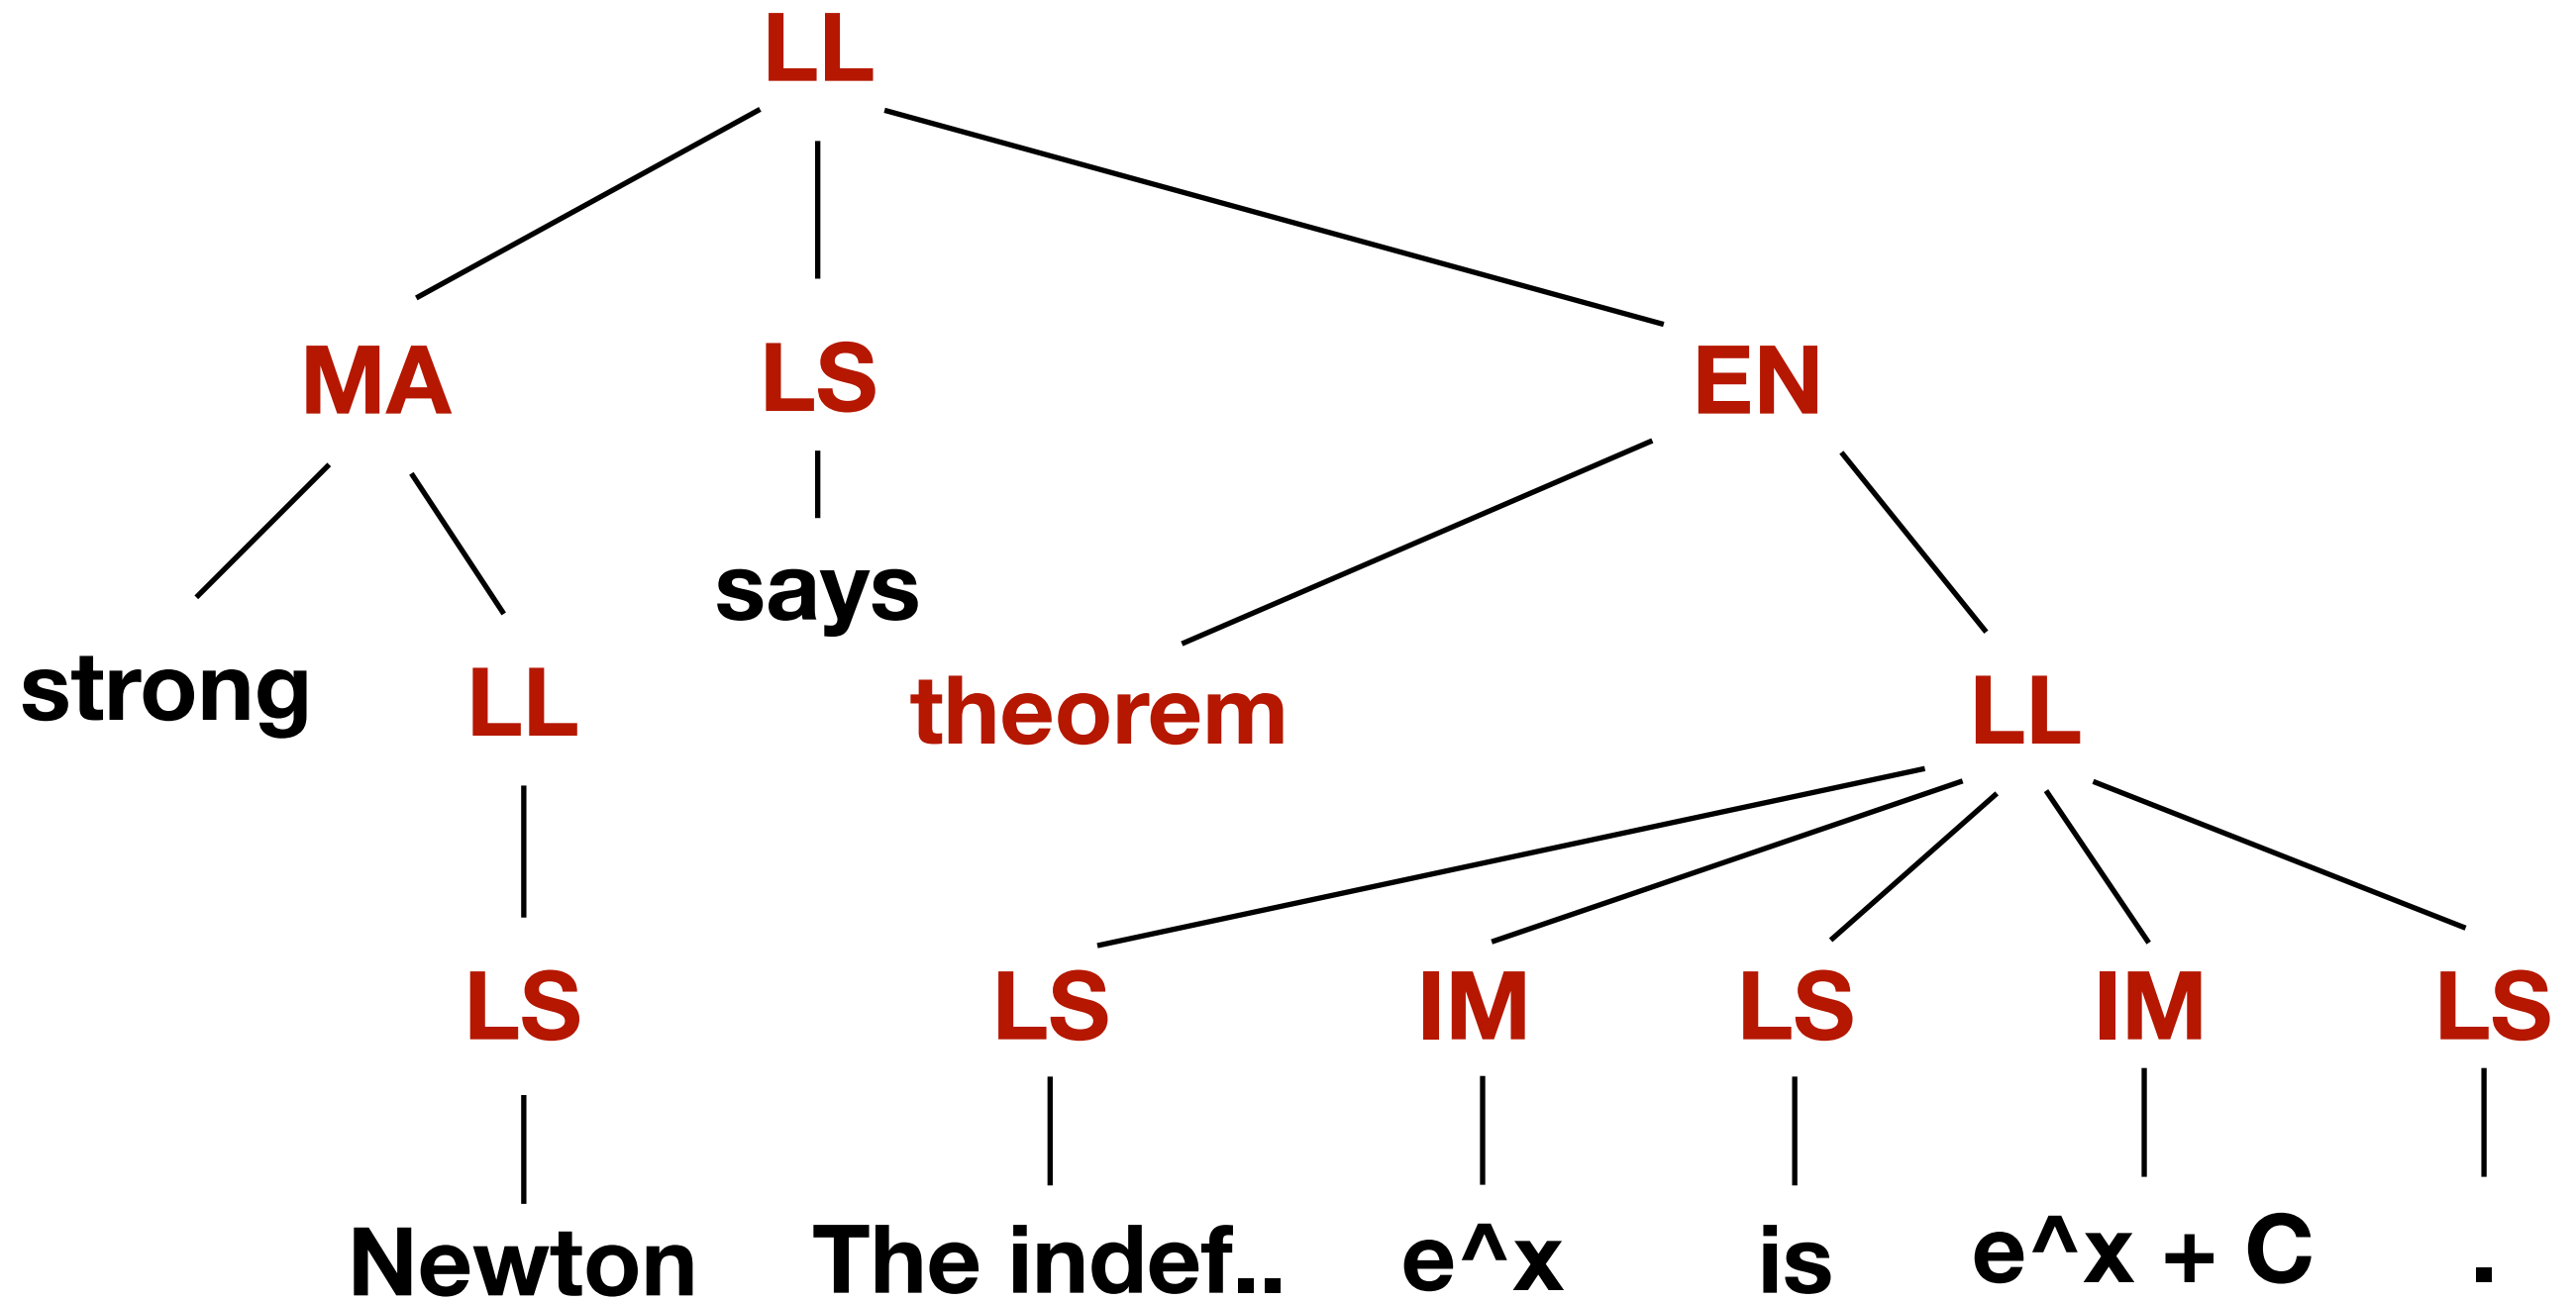 LL
MA LS EN
says
strong LL theorem LL
LS LS IM LS IM LS
Newton The indef.. e^x is e^x + C .